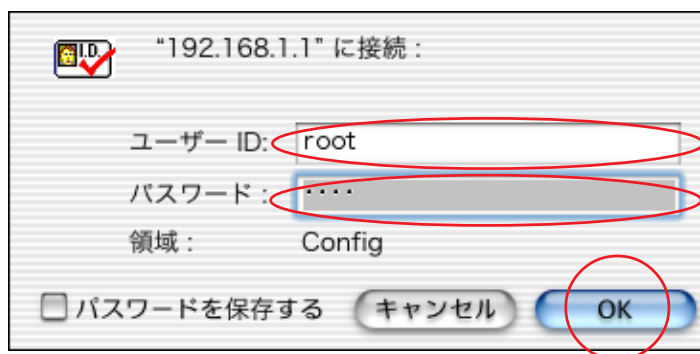 I.D.
“192.168.1.1” に接続 :
ユーザー ID: root
パスワード : ････
領域 : Config
パスワードを保存する キャンセル OK